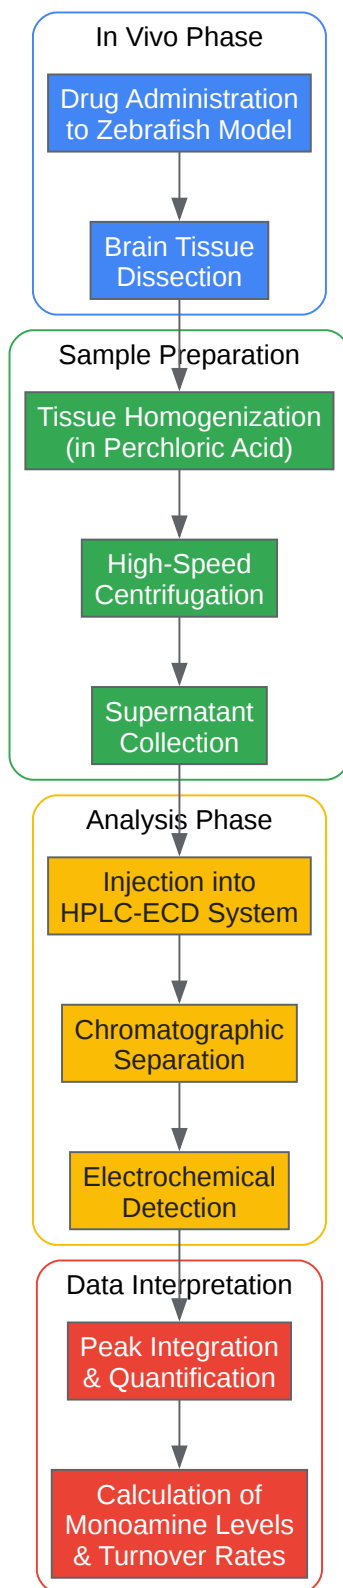 In Vivo Phase
Drug Administration
to Zebrafish Model
Brain Tissue
Dissection
Sample Preparation
Tissue Homogenization
(in Perchloric Acid)
High-Speed
Centrifugation
Supernatant
Collection
Analysis Phase
Injection into
HPLC-ECD System
Chromatographic
Separation
Electrochemical
Detection
Data Interpretation
Peak Integration
& Quantification
Calculation of
Monoamine Levels
& Turnover Rates